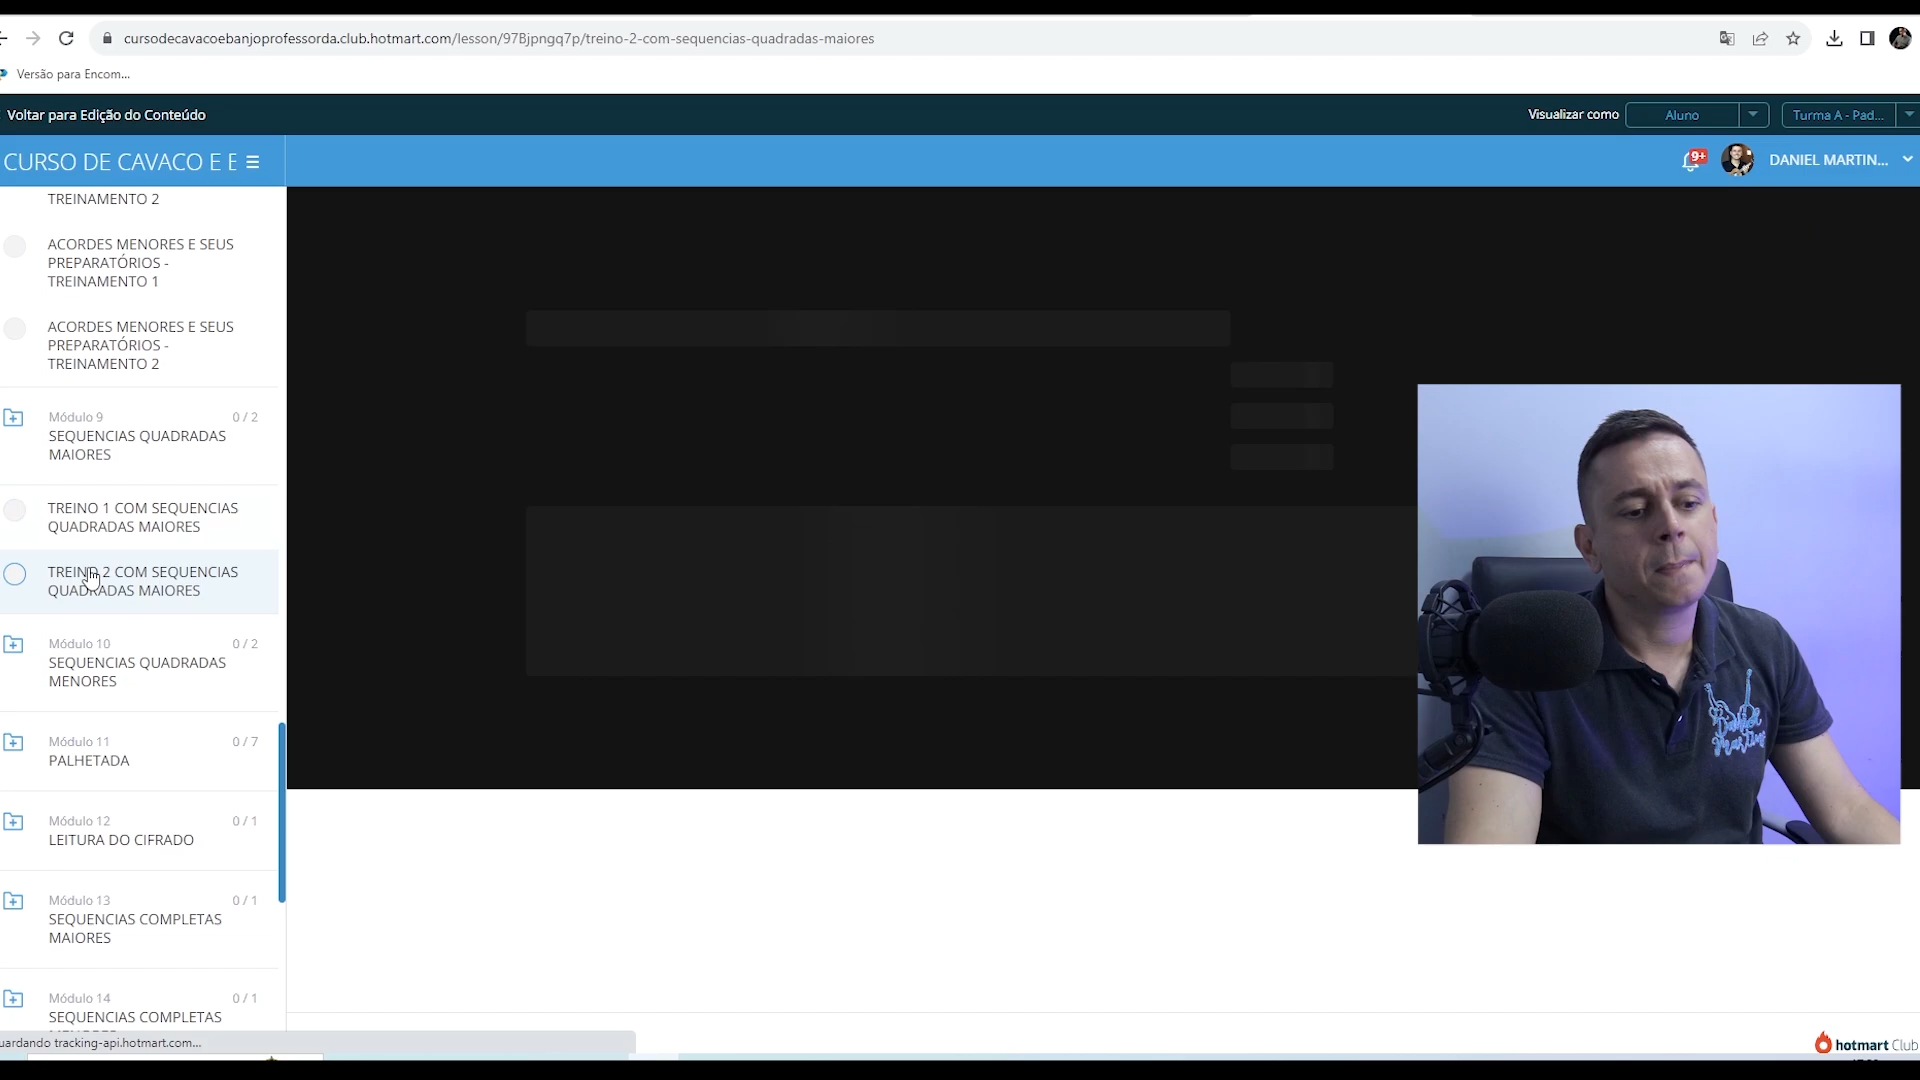 cursodecavacoebanjoprofessorda.club.hotmart.com/lesson/97Bjpngq7p/treino-2-com-sequencias-quadradas-maiores
Versão para Encom...
Voltar para Edição do Conteúdo
Visualizar como
Aluno
Turma A - Pad...
CURSO DE CAVACO E E
9+
DANIEL MARTIN...
TREINAMENTO 2
ACORDES MENORES E SEUS
PREPARATÓRIOS -
TREINAMENTO 1
ACORDES MENORES E SEUS
PREPARATÓRIOS -
TREINAMENTO 2
Módulo 9
0 / 2
SEQUENCIAS QUADRADAS
MAIORES
TREINO 1 COM SEQUENCIAS
QUADRADAS MAIORES
TREINO 2 COM SEQUENCIAS
QUADRADAS MAIORES
Módulo 10
0 / 2
SEQUENCIAS QUADRADAS
MENORES
Módulo 11
0 / 7
PALHETADA
Módulo 12
0 / 1
LEITURA DO CIFRADO
Módulo 13
0 / 1
SEQUENCIAS COMPLETAS
MAIORES
Módulo 14
0 / 1
SEQUENCIAS COMPLETAS
uardando tracking-api.hotmart.com...
hotmart Club
Daniel
Martins